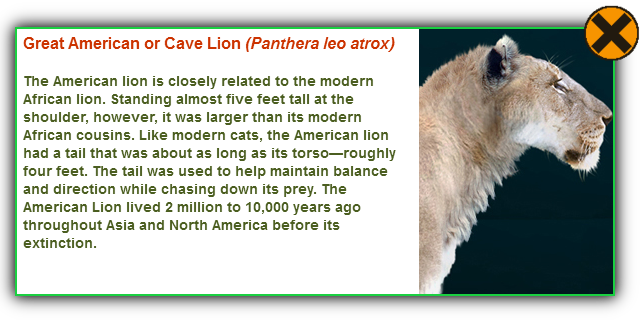 Great American or Cave Lion (Panthera leo atrox)
The American lion is closely related to the modern
African lion. Standing almost five feet tall at the
shoulder, however, it was larger than its modern
African cousins. Like modern cats, the American lion
had a tail that was about as long as its torso—roughly
four feet. The tail was used to help maintain balance
and direction while chasing down its prey. The
American Lion lived 2 million to 10,000 years ago
throughout Asia and North America before its
extinction.